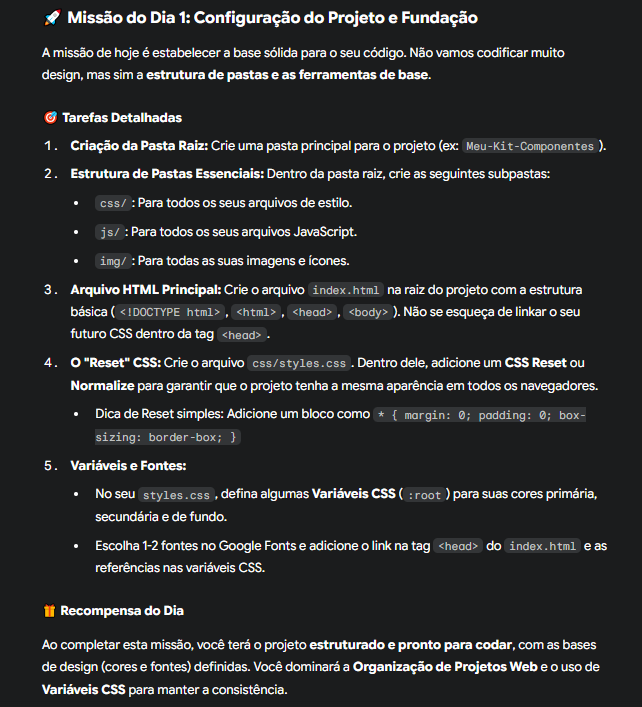 🚀 Missão do Dia 1: Configuração do Projeto e Fundação
A missão de hoje é estabelecer a base sólida para o seu código. Não vamos codificar muito
design, mas sim a estrutura de pastas e as ferramentas de base.
🎯 Tarefas Detalhadas
1. Criação da Pasta Raiz: Crie uma pasta principal para o projeto (ex: Meu-Kit-Componentes ).
2. Estrutura de Pastas Essenciais: Dentro da pasta raiz, crie as seguintes subpastas:
• css/ : Para todos os seus arquivos de estilo.
• js/ : Para todos os seus arquivos JavaScript.
• img/ : Para todas as suas imagens e ícones.
3. Arquivo HTML Principal: Crie o arquivo index.html na raiz do projeto com a estrutura
básica ( <!DOCTYPE html> , <html> , <head> , <body> ). Não se esqueça de linkar o seu
futuro CSS dentro da tag <head> .
4. O "Reset" CSS: Crie o arquivo css/styles.css . Dentro dele, adicione um CSS Reset ou
Normalize para garantir que o projeto tenha a mesma aparência em todos os navegadores.
• Dica de Reset simples: Adicione um bloco como * { margin: 0; padding: 0; box-
sizing: border-box; }
5. Variáveis e Fontes:
• No seu styles.css , defina algumas Variáveis CSS ( :root ) para suas cores primária,
secundária e de fundo.
• Escolha 1-2 fontes no Google Fonts e adicione o link na tag <head> do index.html e as
referências nas variáveis CSS.
🎁 Recompensa do Dia
Ao completar esta missão, você terá o projeto estruturado e pronto para codar, com as bases
de design (cores e fontes) definidas. Você dominará a Organização de Projetos Web e o uso de
Variáveis CSS para manter a consistência.